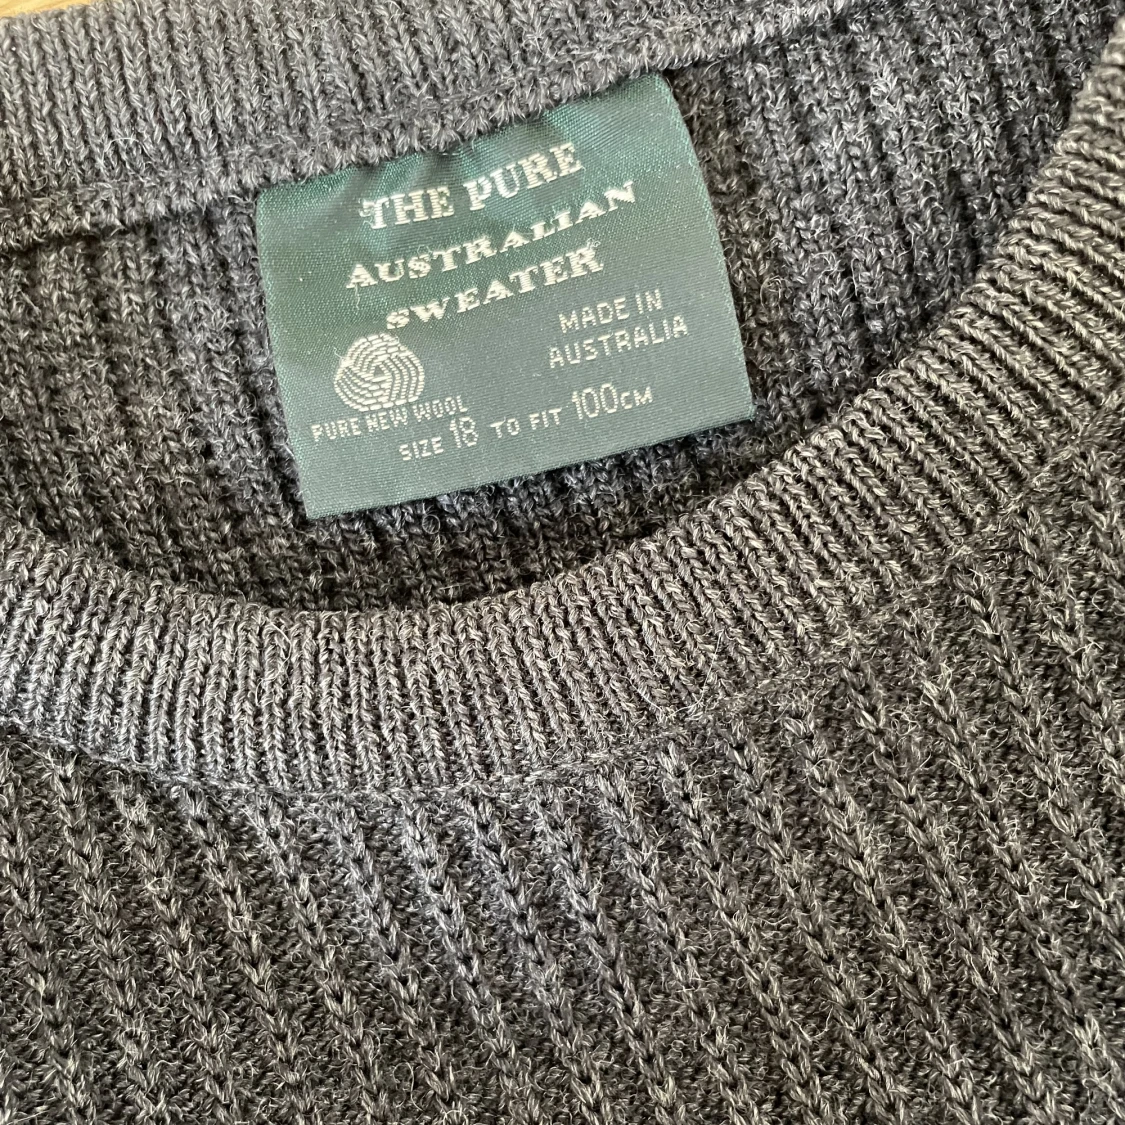 THE PURE
AUSTRALIAN
SWEATER
MADE IN
AUSTRALIA
PURE NEW WOOL
SIZE 18 TO FIT 100CM